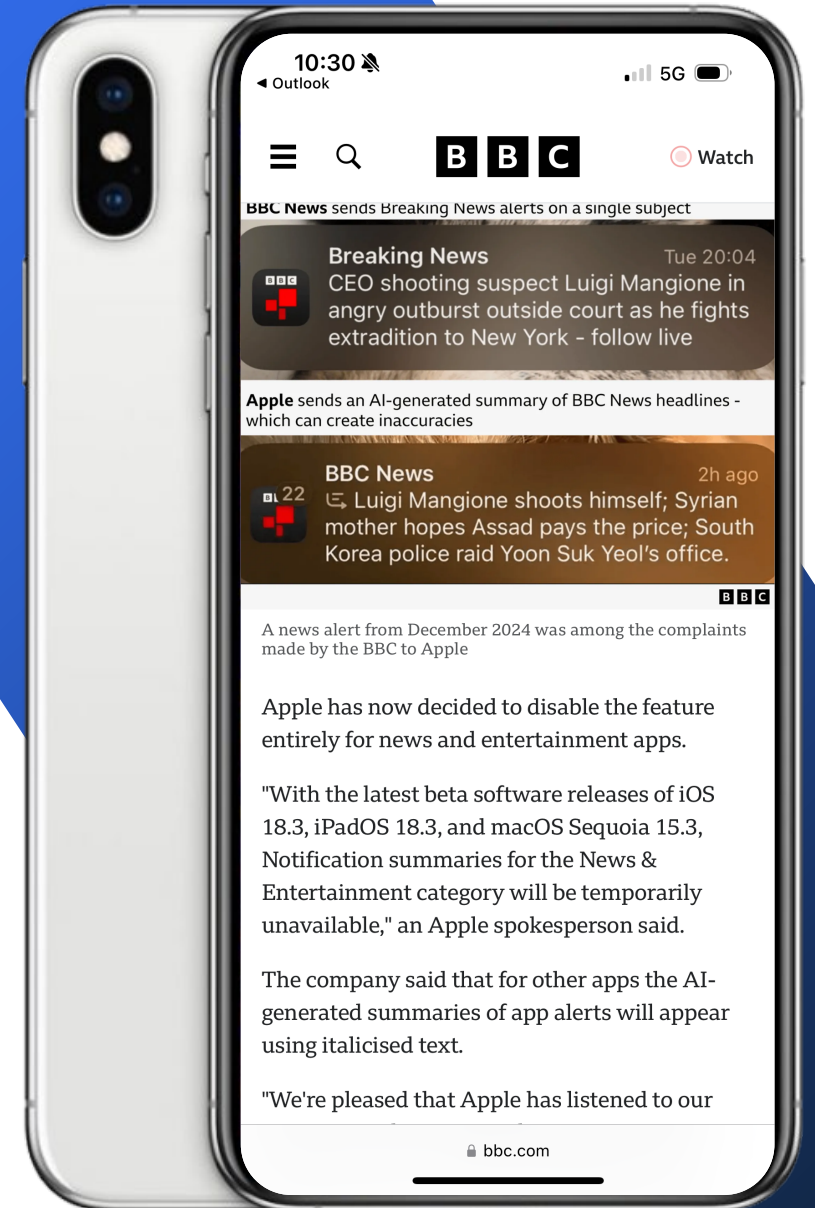 10:30
◀ Outlook
5G
BBC
Watch
BBC News sends Breaking News alerts on a single subject
Breaking News
Tue 20:04
BBC
CEO shooting suspect Luigi Mangione in
angry outburst outside court as he fights
extradition to New York - follow live
Apple sends an AI-generated summary of BBC News headlines -
which can create inaccuracies
BBC News
2h ago
22
Luigi Mangione shoots himself; Syrian
mother hopes Assad pays the price; South
Korea police raid Yoon Suk Yeol's office.
BBC
A news alert from December 2024 was among the complaints
made by the BBC to Apple
Apple has now decided to disable the feature
entirely for news and entertainment apps.
"With the latest beta software releases of iOS
18.3, iPadOS 18.3, and macOS Sequoia 15.3,
Notification summaries for the News &
Entertainment category will be temporarily
unavailable," an Apple spokesperson said.
The company said that for other apps the AI-
generated summaries of app alerts will appear
using italicised text.
"We're pleased that Apple has listened to our
bbc.com